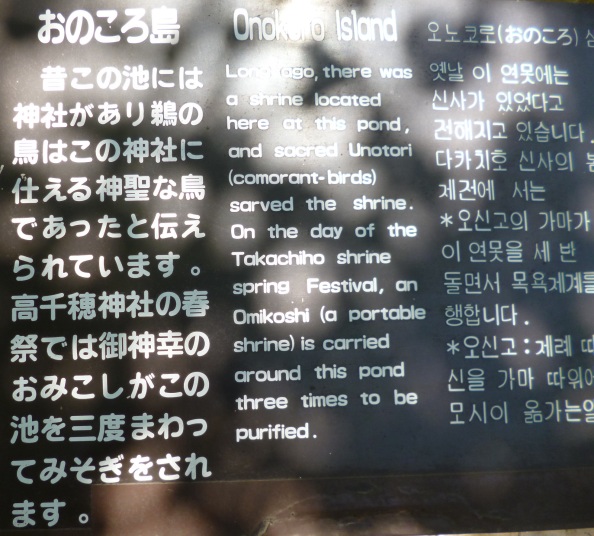 おのころ島
昔この池には
神社があり鵜の
鳥はこの神社に
仕える神聖な鳥
であったと伝え
られています。
高千穂神社の春
祭では御神幸の
おみこしがこの
池を三度まわっ
てみそぎをされ
ます。
Onokoro Island
Long ago, there was
a shrine located
here at this pond,
and sacred Unotori
(comorant-birds)
sarved the shrine.
On the day of the
Takachiho shrine
spring Festival, an
Omikoshi (a portable
shrine) is carried
around this pond
three times to be
purified.
오노코로(おのころ)
옛날 이 연못에는
신사가 있었다고
전해지고 있습니다.
다카치호 신사의
제전에 서는
*오신고의 가마가
이 연못을 세 반
돌면서 목욕제계를
행합니다.
*오신고:제례
신을 가마 따위에
모시이 옮가는일